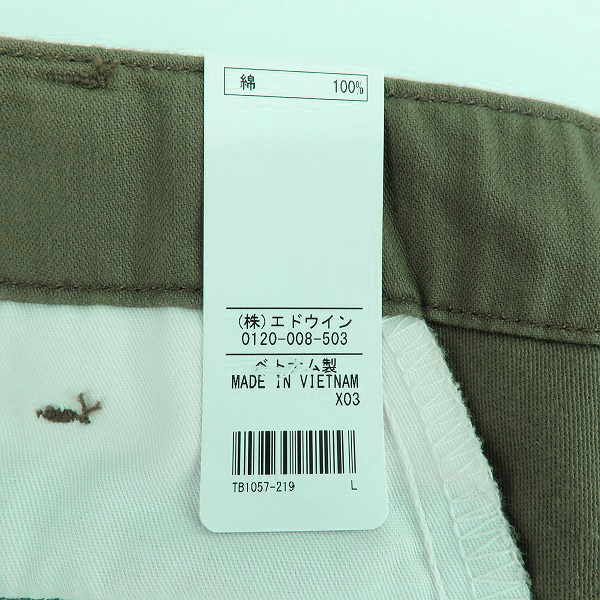 綿 100%
(株)エドウイン
0120-008-503
ベトナム製
MADE IN VIETNAM
X03
TB1057-219 L